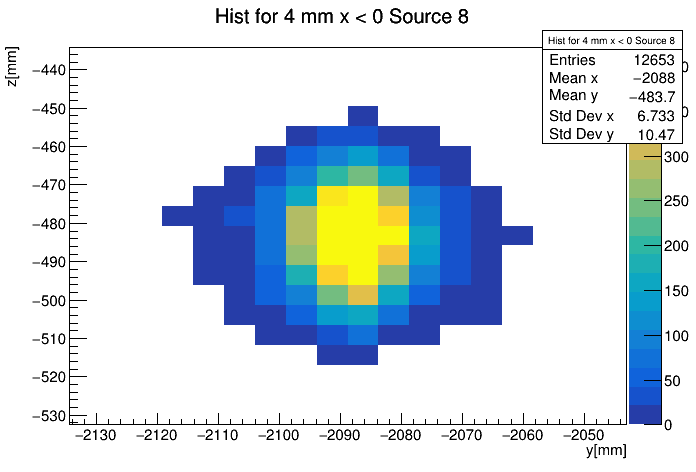 Hist for 4 mm x < 0 Source 8
Hist for 4 mm x < 0 Source 8
Entries 12653
Mean x −2088
Mean y −483.7
Std Dev x 6.733
Std Dev y 10.47
z[mm]
−440
−450
−460
−470
−480
−490
−500
−510
−520
−530
0
0
300
250
200
150
100
50
0
−2130 −2120 −2110 −2100 −2090 −2080 −2070 −2060 −2050
y[mm]